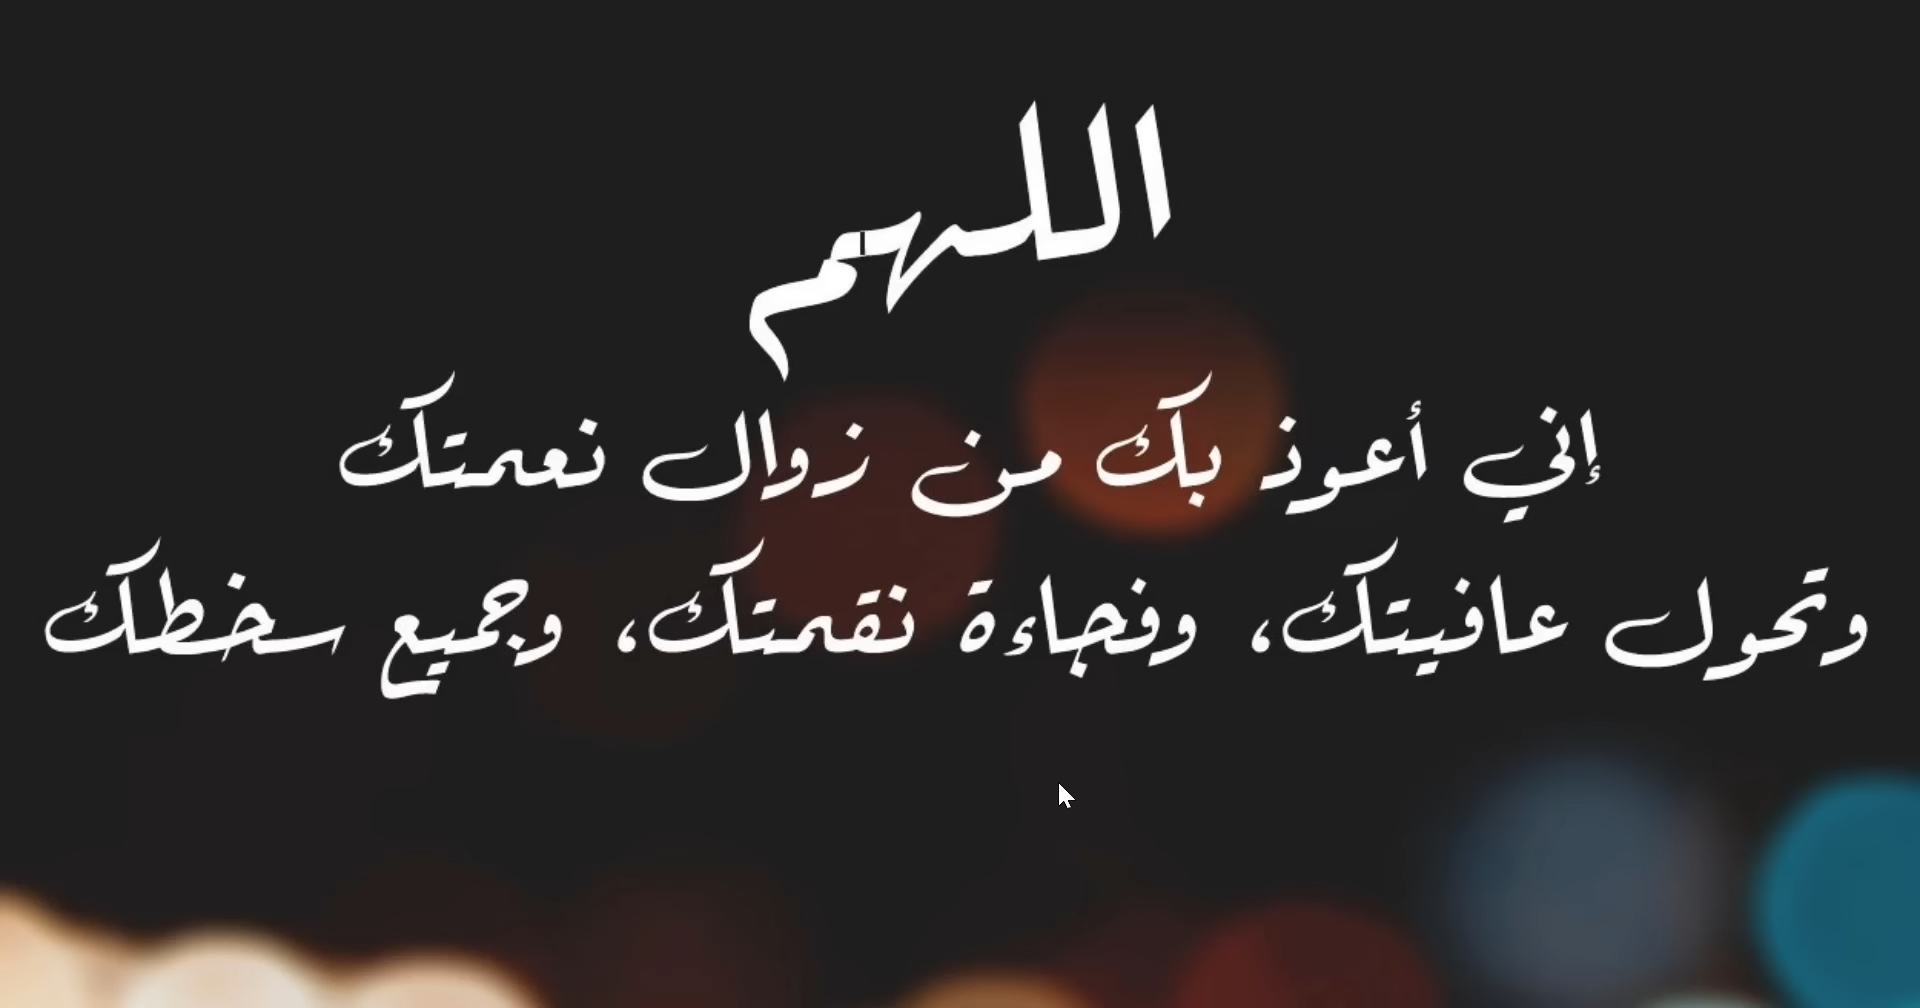 اللهم
إني أعوذ بك من زوال نعمتك
وتحول عافيتك، وفجاءة نقمتك، وجميع سخطك